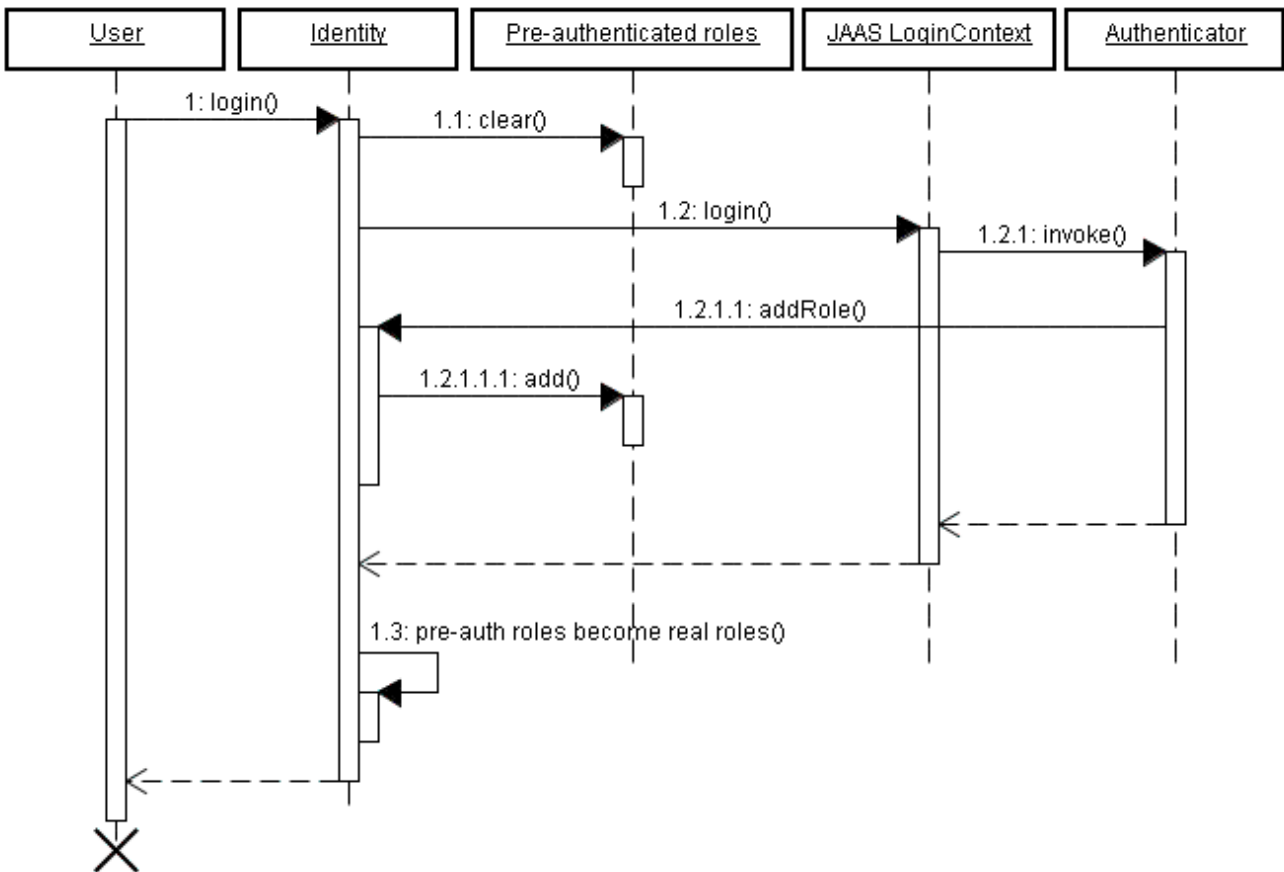 User
Identity
Pre-authenticated roles
JAAS LoginContext
Authenticator
1: login()
1.1: clear()
1.2: login()
1.2.1: invoke()
1.2.1.1: addRole()
1.2.1.1.1: add()
1.3: pre-auth roles become real roles()